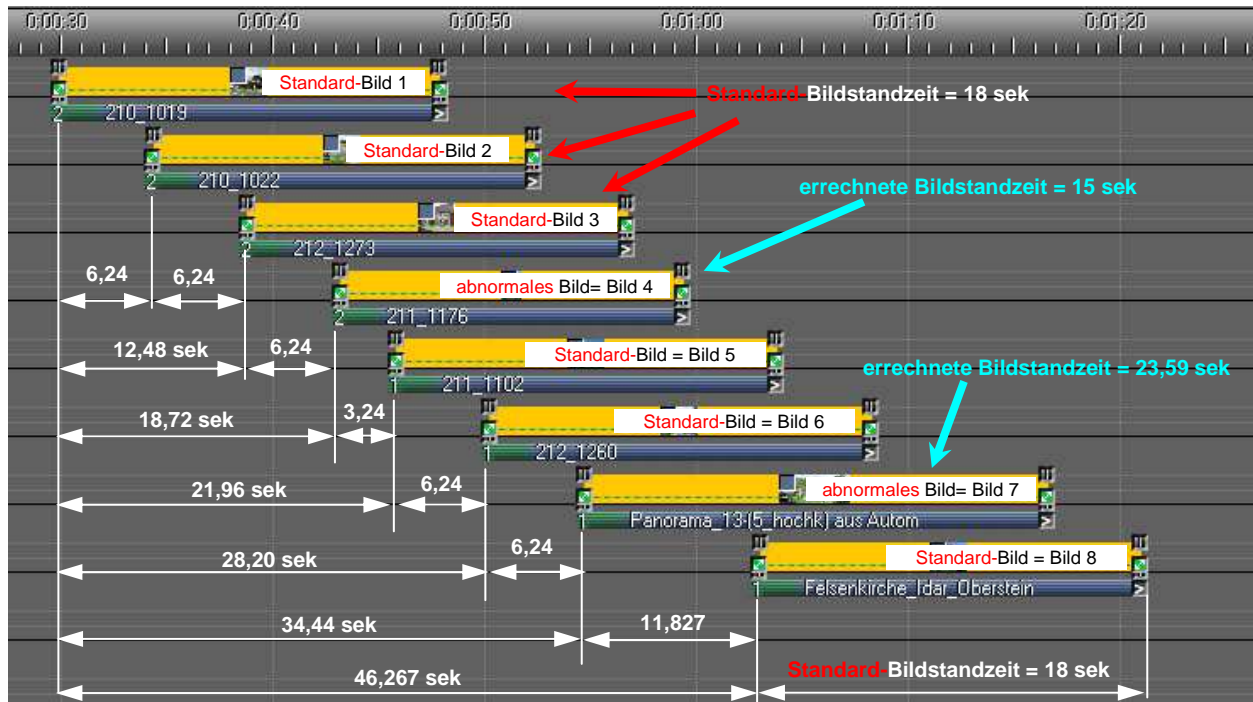 0:00:30 0:00:40 0:00:50 0:01:00 0:01:10 0:01:20
Standard-Bild 1
Standard-Bildstandzeit = 18 sek
2 210_1019
Standard-Bild 2
2 210_1022
errechnete Bildstandzeit = 15 sek
Standard-Bild 3
2 212_1273
6,24 6,24
abnormales Bild= Bild 4
2 211_1176
12,48 sek 6,24
Standard-Bild = Bild 5
errechnete Bildstandzeit = 23,59 sek
1 211_1102
18,72 sek 3,24
Standard-Bild = Bild 6
1 212_1260
21,96 sek 6,24
abnormales Bild= Bild 7
1 Panorama_13-(5_hochk) aus Autom
28,20 sek 6,24
Standard-Bild = Bild 8
1 Felsenkirche_Idar_Oberstein
34,44 sek 11,827
46,267 sek
Standard-Bildstandzeit = 18 sek